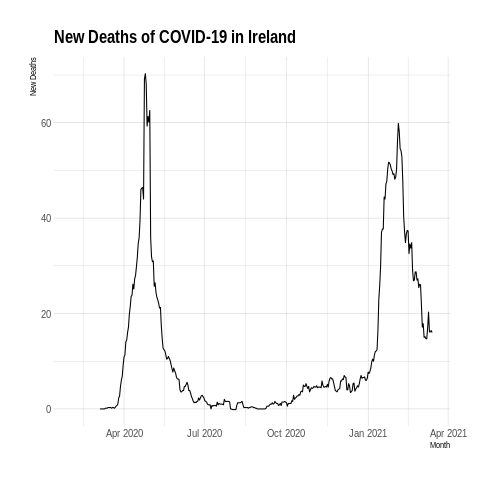 New Deaths of COVID-19 in Ireland
New Deaths
60
40
20
0
Apr 2020 Jul 2020 Oct 2020 Jan 2021 Apr 2021
Month